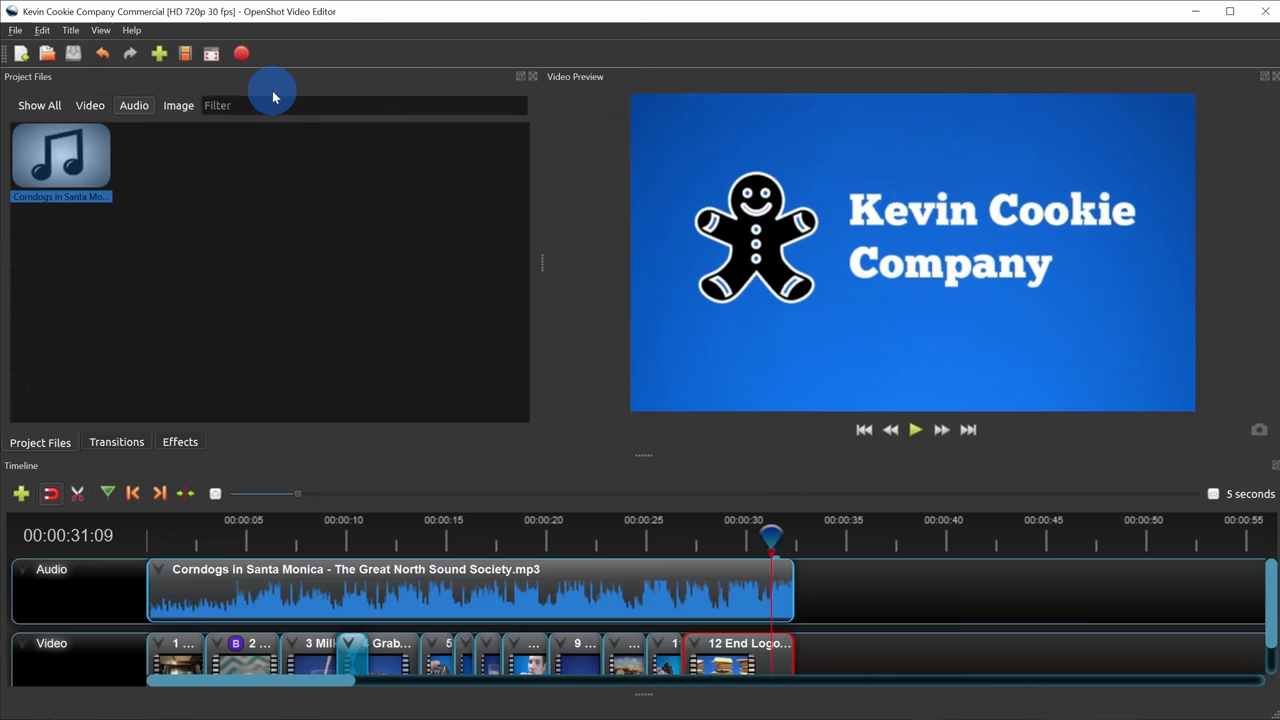 Kevin Cookie Company Commercial [HD 720p 30 fps] - OpenShot Video Editor
File Edit Title View Help
Project Files
Video Preview
Show All Video Audio Image Filter
Corndogs in Santa Mo...
Kevin Cookie
Company
Project Files Transitions Effects
Timeline
5 seconds
00:00:05 00:00:10 00:00:15 00:00:20 00:00:25 00:00:30 00:00:35 00:00:40 00:00:45 00:00:50 00:00:55
00:00:31:09
Audio
Corndogs in Santa Monica - The Great North Sound Society.mp3
Video
1 ... B 2 ... 3 Mil Grab... 5 ... 9 ... ... 1 12 End Logo...